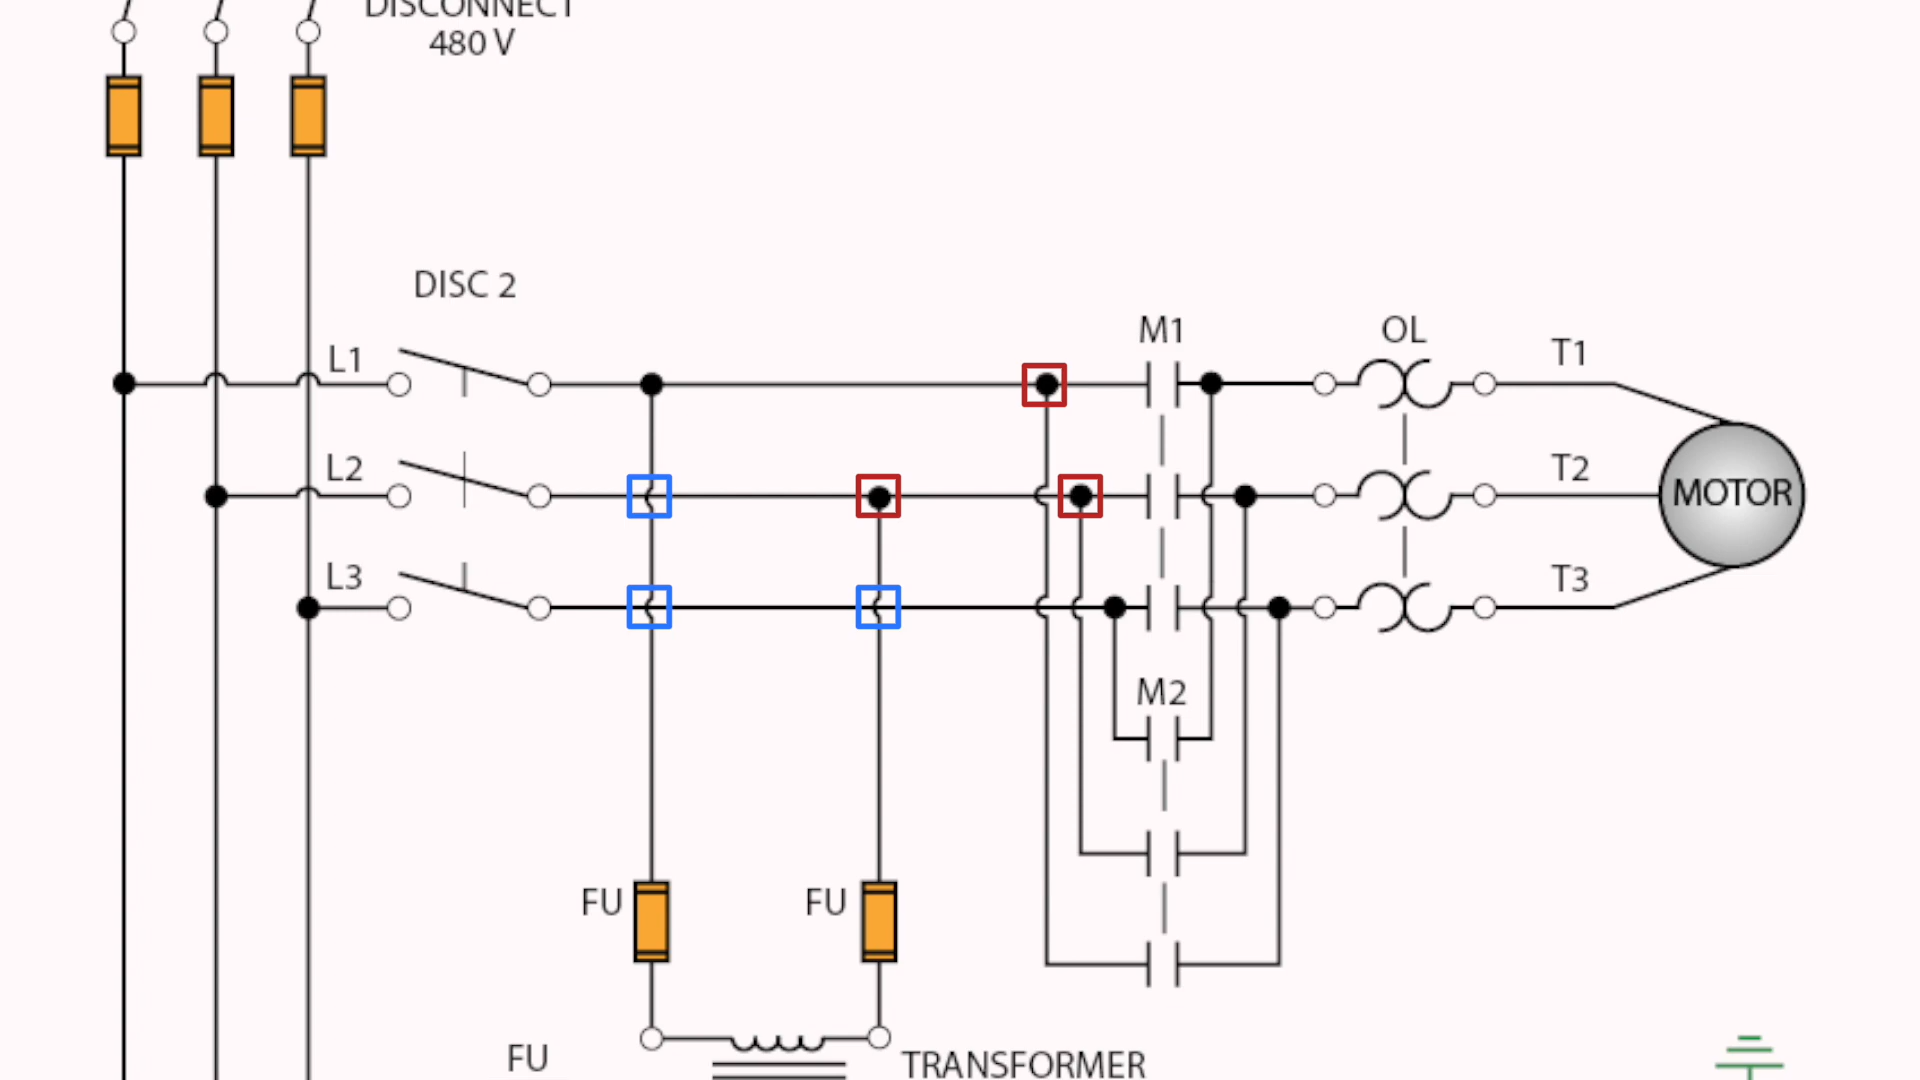 DISCONNECT
480 V
DISC 2
L1
M1
OL
T1
L2
T2
MOTOR
L3
T3
M2
FU
FU
FU
TRANSFORMER